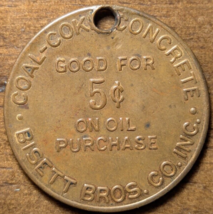 COAL-COKE CONCRETE
GOOD FOR
5¢
ON OIL
PURCHASE
BISETT BROS. CO. INC.